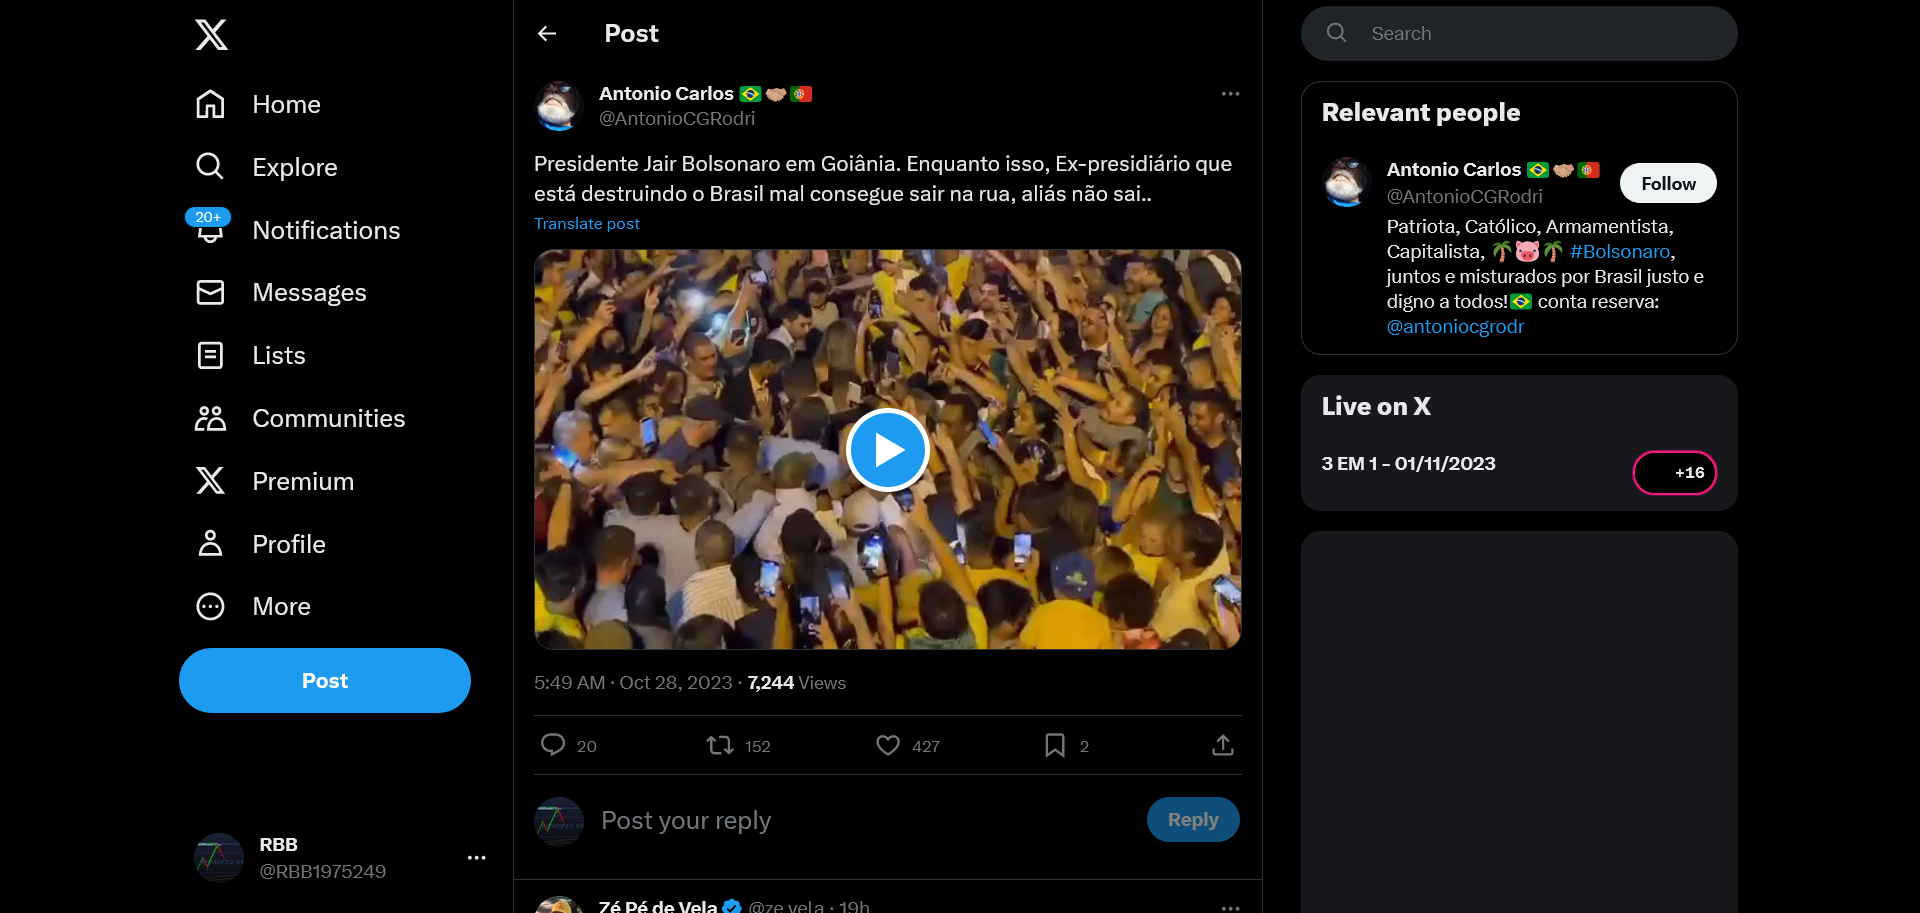 Home
Explore
20+
Notifications
Messages
Lists
Communities
Premium
Profile
More
Post
RBB
@RBB1975249
Post
Antonio Carlos
@AntonioCGRodri
Presidente Jair Bolsonaro em Goiânia. Enquanto isso, Ex-presidiário que
está destruindo o Brasil mal consegue sair na rua, aliás não sai..
Translate post
5:49 AM · Oct 28, 2023 · 7,244 Views
20 152 427 2
Post your reply
Reply
Zé Pé de Vela @ze_vela · 19h
Search
Relevant people
Antonio Carlos
@AntonioCGRodri
Follow
Patriota, Católico, Armamentista,
Capitalista, #Bolsonaro,
juntos e misturados por Brasil justo e
digno a todos! conta reserva:
@antoniocgrodr
Live on X
3 EM 1 - 01/11/2023
+16